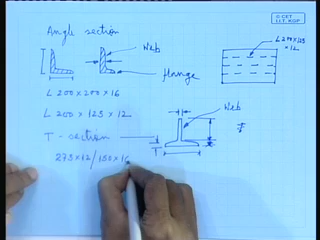 © CET
I.I.T. KGP
Angle section
Web
L 200×125
× 12
Flange
L 200×200×16
L 200×125×12
T-section
Web
T
275×12/150×16